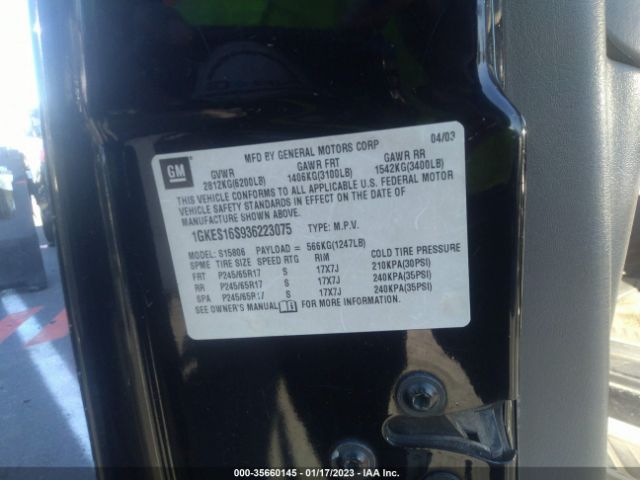 GM
MFD BY GENERAL MOTORS CORP 04/03
GVWR GAWR FRT GAWR RR
2812KG(6200LB) 1406KG(3100LB) 1542KG(3400LB)
THIS VEHICLE CONFORMS TO ALL APPLICABLE U.S. FEDERAL MOTOR
VEHICLE SAFETY STANDARDS IN EFFECT ON THE DATE OF
MANUFACTURE SHOWN ABOVE.
1GKES16S936223075 TYPE: M.P.V.
MODEL: S15806 PAYLOAD = 566KG(1247LB)
SPME TIRE SIZE SPEED RTG RIM COLD TIRE PRESSURE
FRT P245/65R17 S 17X7J 210KPA(30PSI)
RR P245/65R17 S 17X7J 240KPA(35PSI)
SPA P245/65R17 S 17X7J 240KPA(35PSI)
SEE OWNER'S MANUAL FOR MORE INFORMATION.
000-35660145 - 01/17/2023 - IAA Inc.